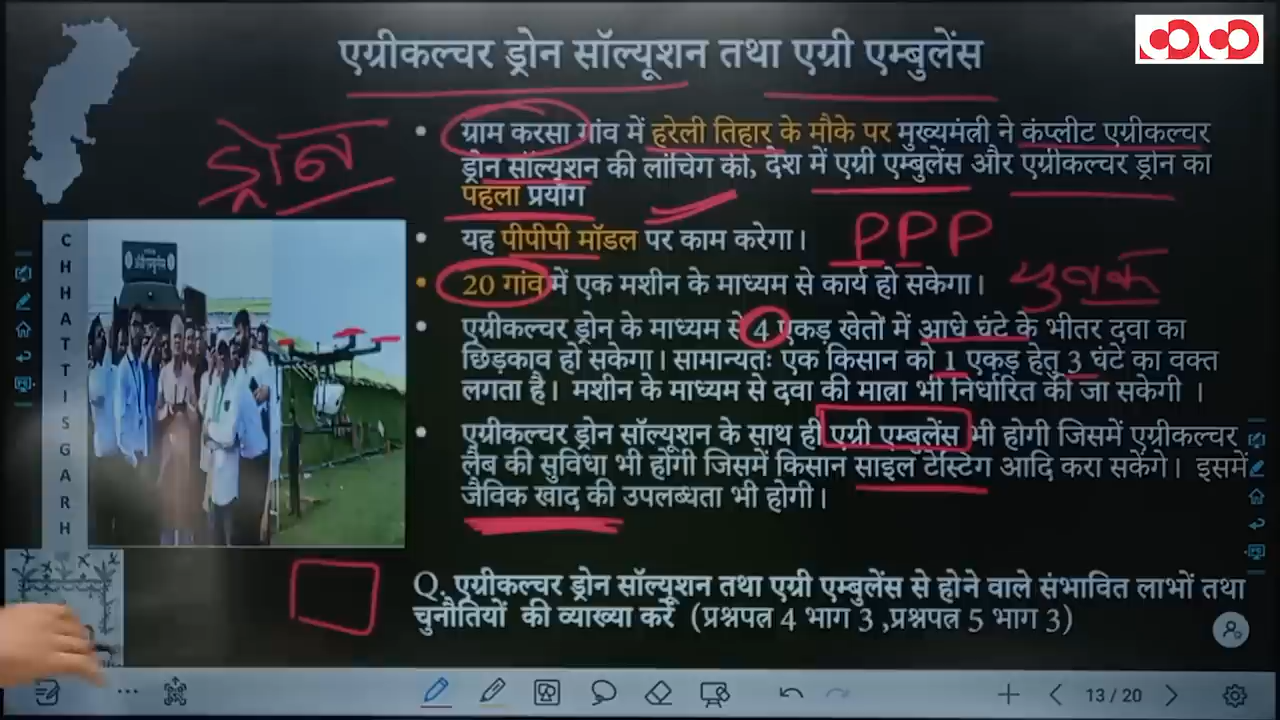 एग्रीकल्चर ड्रोन सॉल्यूशन तथा एग्री एम्बुलेंस
ड्रोन
• ग्राम करसा गांव में हरेली तिहार के मौके पर मुख्यमंत्री ने कंप्लीट एग्रीकल्चर
ड्रोन सॉल्यूशन की लांचिंग की, देश में एग्री एम्बुलेंस और एग्रीकल्चर ड्रोन का
पहला प्रयोग
• यह पीपीपी मॉडल पर काम करेगा।
PPP
• 20 गांव में एक मशीन के माध्यम से कार्य हो सकेगा।
युवक
• एग्रीकल्चर ड्रोन के माध्यम से 4 एकड़ खेतों में आधे घंटे के भीतर दवा का
छिड़काव हो सकेगा। सामान्यतः एक किसान को 1 एकड़ हेतु 3 घंटे का वक्त
लगता है। मशीन के माध्यम से दवा की मात्रा भी निर्धारित की जा सकेगी ।
• एग्रीकल्चर ड्रोन सॉल्यूशन के साथ ही एग्री एम्बुलेंस भी होगी जिसमें एग्रीकल्चर
लैब की सुविधा भी होगी जिसमें किसान साइल टेस्टिंग आदि करा सकेंगे। इसमें
जैविक खाद की उपलब्धता भी होगी।
CHHATTISGARH
Q. एग्रीकल्चर ड्रोन सॉल्यूशन तथा एग्री एम्बुलेंस से होने वाले संभावित लाभों तथा
चुनौतियों की व्याख्या करें (प्रश्नपत्र 4 भाग 3 ,प्रश्नपत्र 5 भाग 3)
13 / 20